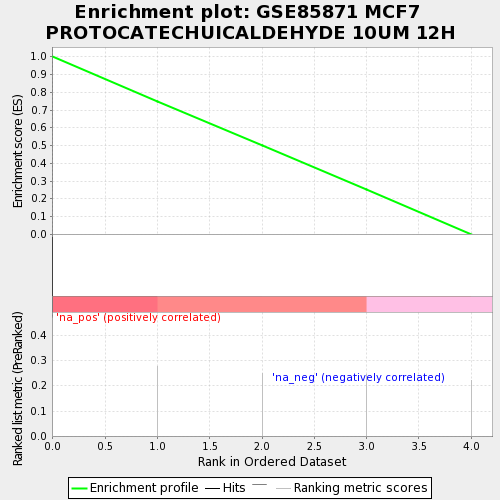 Enrichment plot: GSE85871 MCF7
PROTOCATECHUICALDEHYDE 10UM 12H
Enrichment score (ES)
1.0
0.9
0.8
0.7
0.6
0.5
0.4
0.3
0.2
0.1
0.0
'na_pos' (positively correlated)
'na_neg' (negatively correlated)
Ranked list metric (PreRanked)
0.4
0.3
0.2
0.1
0.0
0.0 0.5 1.0 1.5 2.0 2.5 3.0 3.5 4.0
Rank in Ordered Dataset
Enrichment profile Hits Ranking metric scores